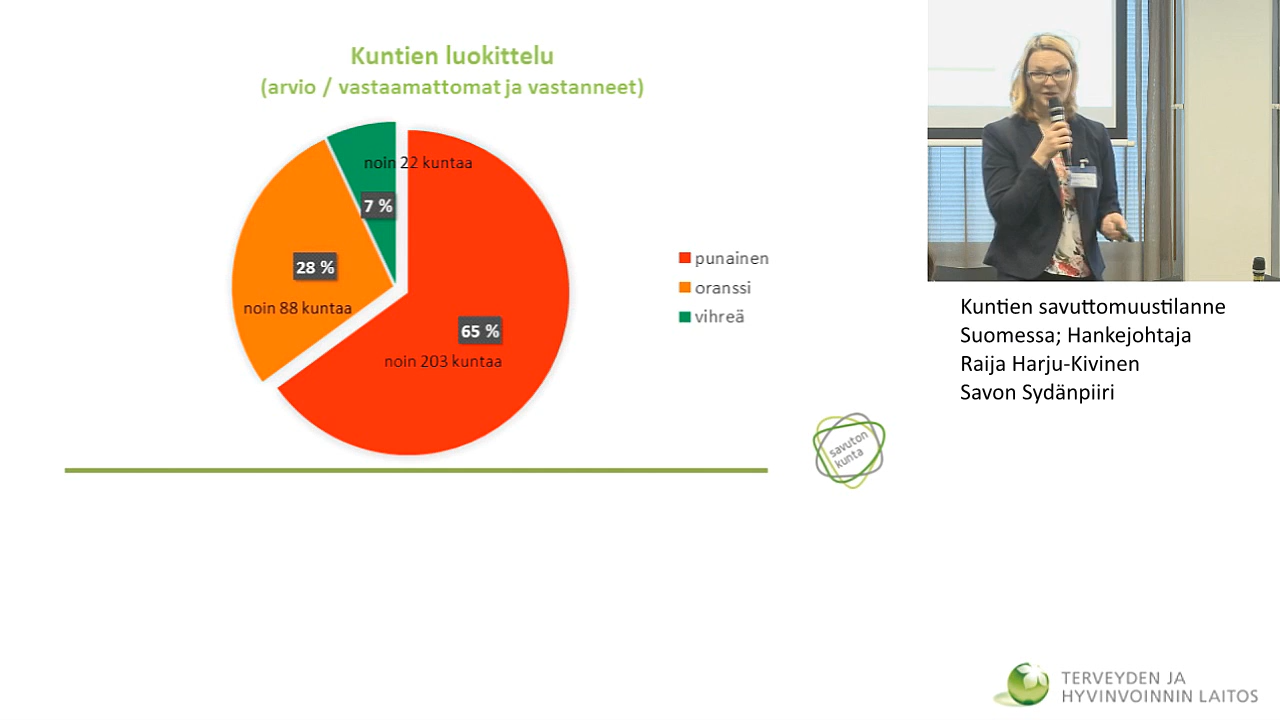 Kuntien luokittelu
(arvio / vastaamattomat ja vastanneet)
noin 22 kuntaa
7 %
28 %
noin 88 kuntaa
65 %
noin 203 kuntaa
punainen
oranssi
vihreä
savuton
kunta
Kuntien savuttomuustilanne
Suomessa; Hankejohtaja
Raija Harju-Kivinen
Savon Sydänpiiri
TERVEYDEN JA
HYVINVOINNIN LAITOS